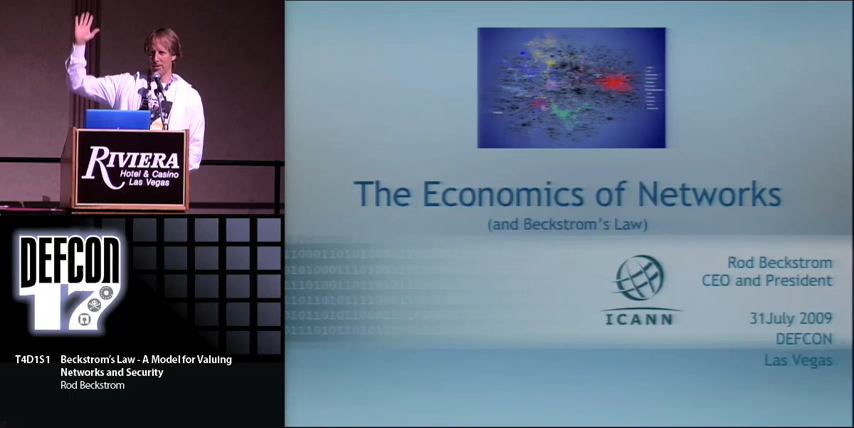 RIVIERA
Hotel & Casino
Las Vegas
DEFCON
17
T4D1S1 Beckstrom's Law - A Model for Valuing
Networks and Security
Rod Beckstrom
The Economics of Networks
(and Beckstrom's Law)
ICANN
Rod Beckstrom
CEO and President
31July 2009
DEFCON
Las Vegas